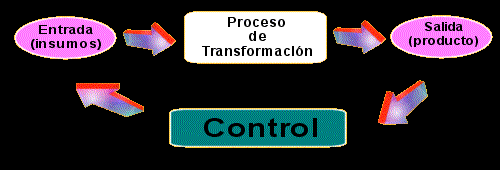 Entrada
(insumos)
Proceso
de
Transformación
Salida
(producto)
Control